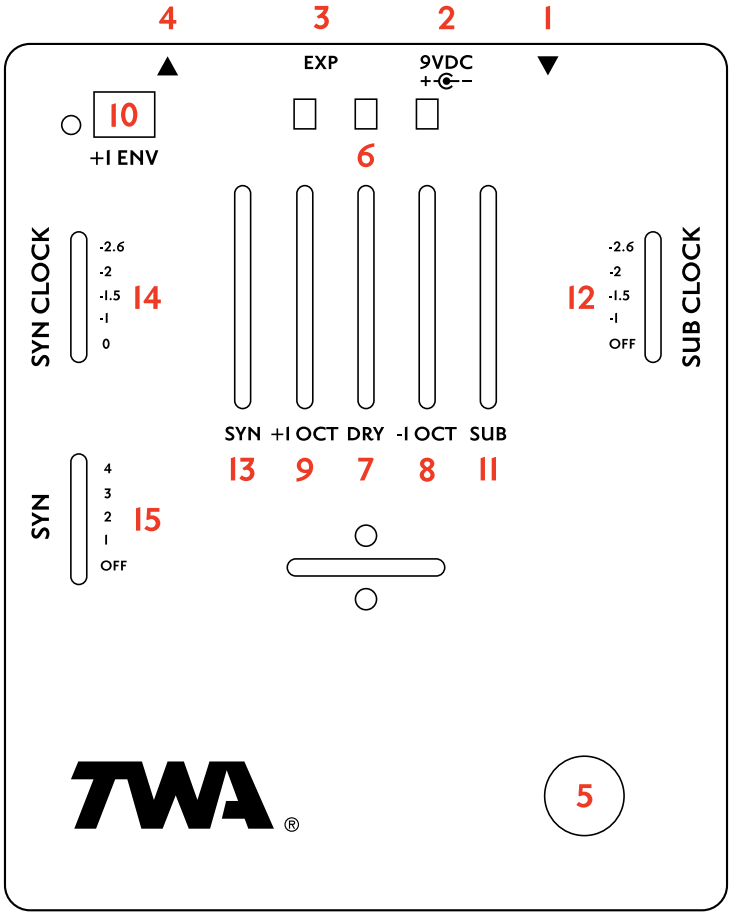 4 3 2 1
EXP 9VDC
10
+1 ENV
6
SYN CLOCK
-2.6
-2
-1.5
-1
0
14
12
-2.6
-2
-1.5
-1
OFF
SUB CLOCK
SYN +1 OCT DRY -1 OCT SUB
13 9 7 8 11
SYN
4
3
2
1
OFF
15
TWA ®
5